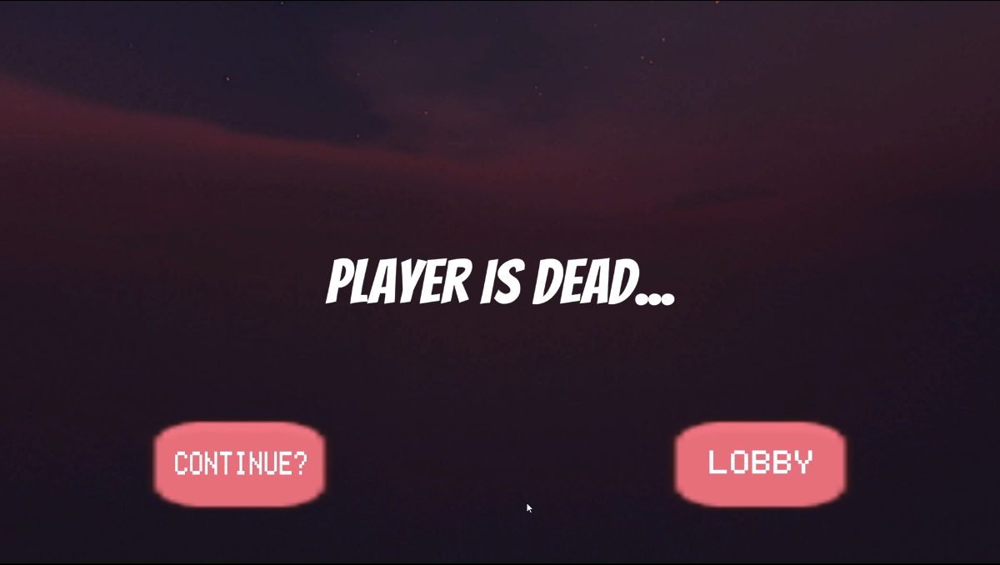 PLAYER IS DEAD...
CONTINUE?
LOBBY